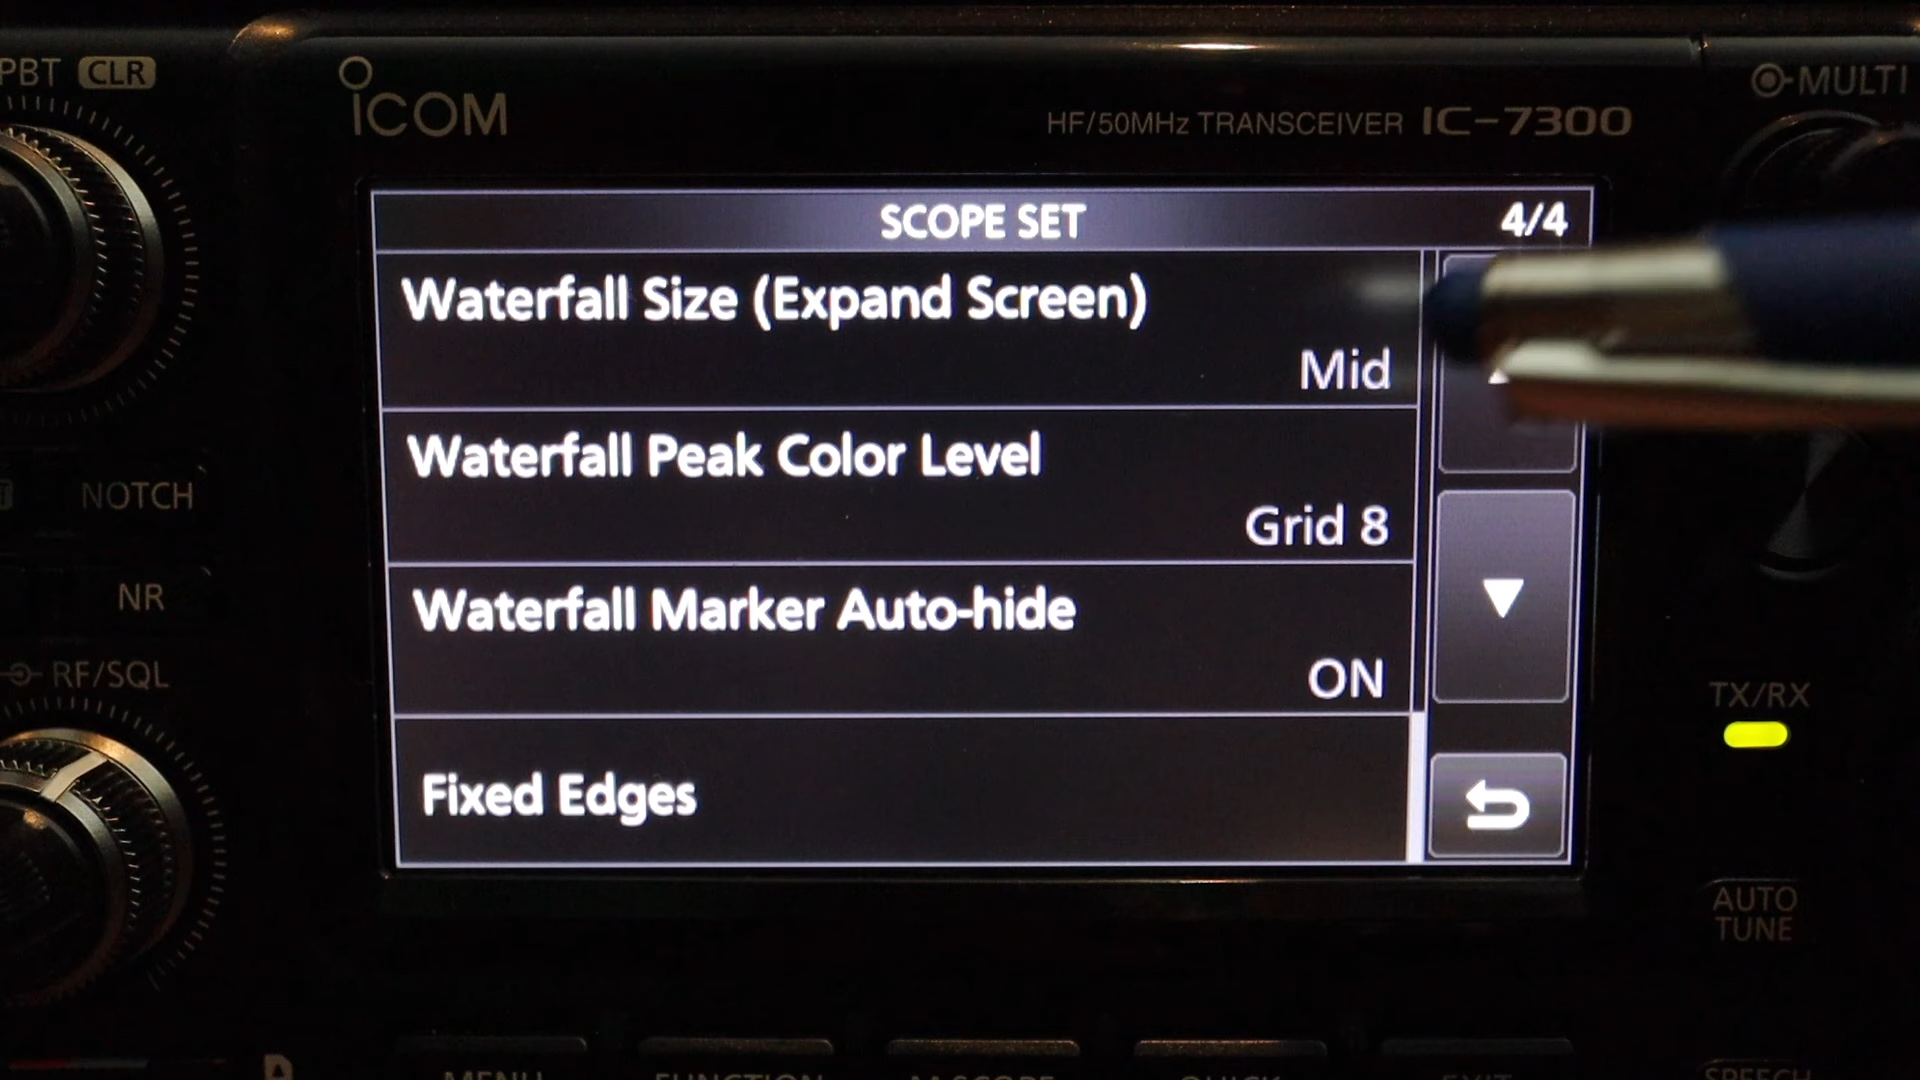 PBT CLR
ICOM
HF/50MHz TRANSCEIVER IC-7300
MULTI
SCOPE SET 4/4
Waterfall Size (Expand Screen)
Mid
Waterfall Peak Color Level
Grid 8
NOTCH
Waterfall Marker Auto-hide
ON
NR
RF/SQL
TX/RX
Fixed Edges
AUTO
TUNE
MENU FUNCTION M.SCOPE QUICK EXIT SPEECH